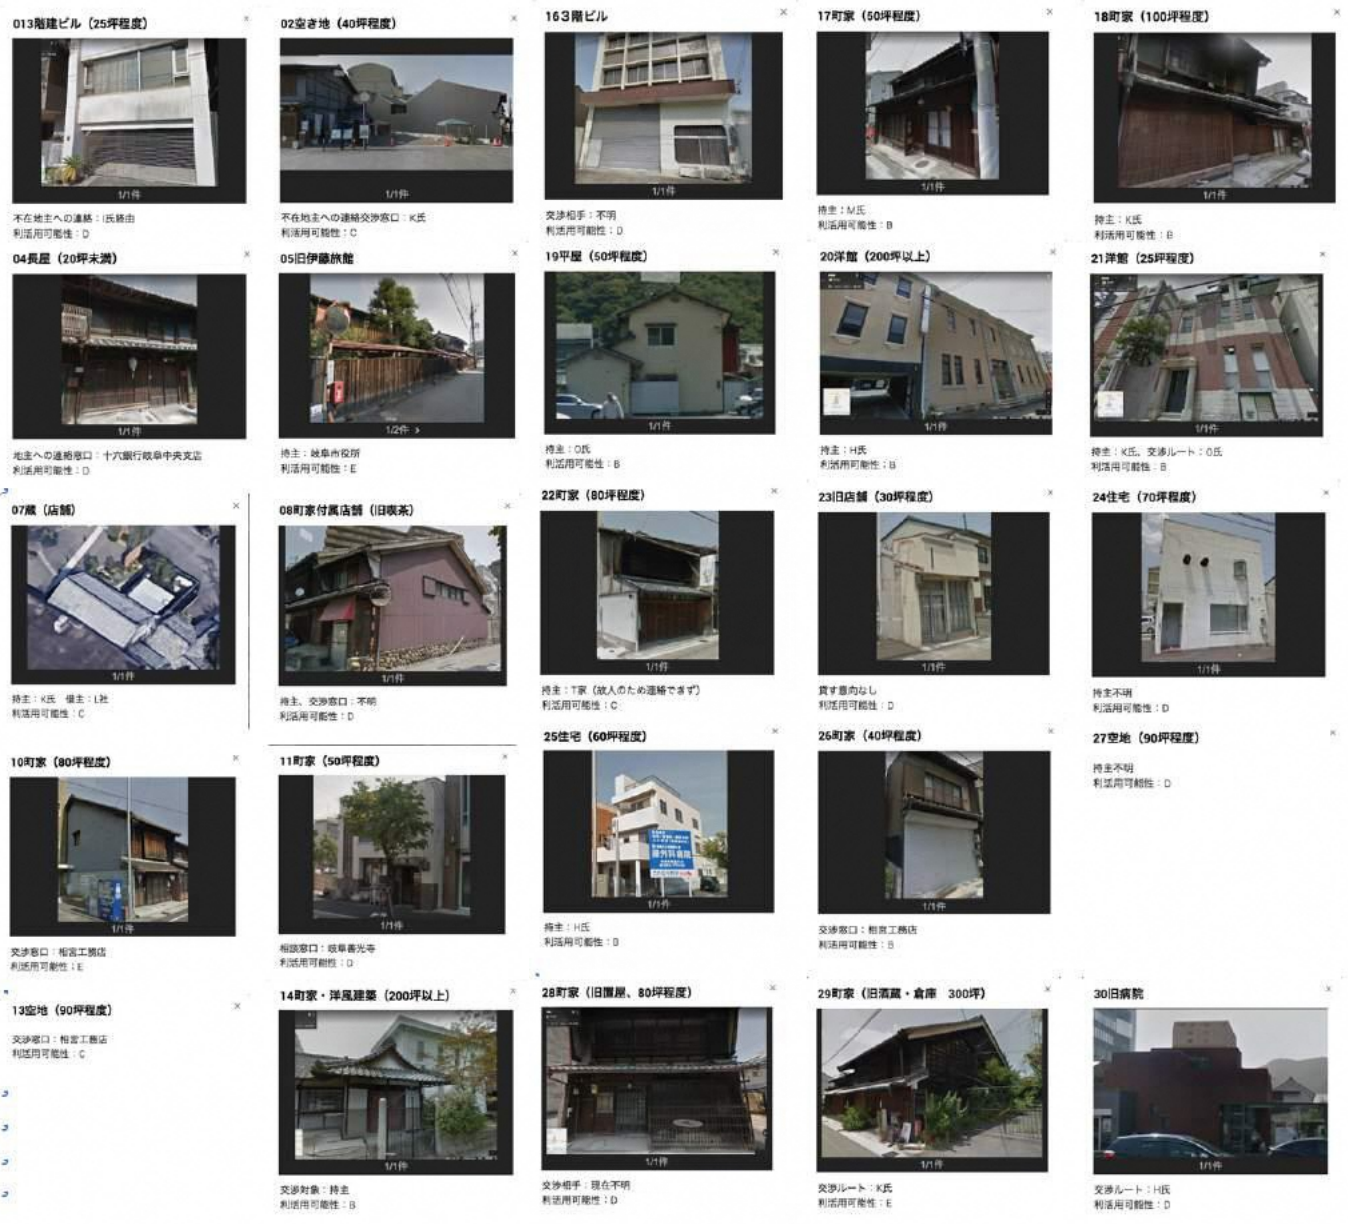 013階建ビル（25坪程度）
1/1件
不在地主への連絡：I氏経由
利活用可能性：D
02空き地（40坪程度）
1/1件
不在地主への連絡交渉窓口：K氏
利活用可能性：C
16 3階ビル
1/1件
交渉相手：不明
利活用可能性：D
17町家（50坪程度）
1/1件
持主：M氏
利活用可能性：B
18町家（100坪程度）
1/1件
持主：K氏
利活用可能性：B
04長屋（20坪未満）
1/1件
地主への連絡窓口：十六銀行岐阜中央支店
利活用可能性：D
05旧伊藤旅館
1/2件
持主：岐阜市役所
利活用可能性：E
19平屋（50坪程度）
1/1件
持主：O氏
利活用可能性：B
20洋館（200坪以上）
1/1件
持主：H氏
利活用可能性：B
21洋館（25坪程度）
1/1件
持主：K氏、交渉ルート：O氏
利活用可能性：B
07蔵（店舗）
1/1件
持主：K氏　借主：L社
利活用可能性：C
08町家付属店舗（旧喫茶）
1/1件
持主、交渉窓口：不明
利活用可能性：D
22町家（80坪程度）
1/1件
持主：T家（故人のため連絡できず）
利活用可能性：C
23旧店舗（30坪程度）
1/1件
貸す意向なし
利活用可能性：D
24住宅（70坪程度）
1/1件
持主不明
利活用可能性：D
10町家（80坪程度）
1/1件
交渉窓口：相宮工務店
利活用可能性：E
11町家（50坪程度）
1/1件
相談窓口：岐阜善光寺
利活用可能性：D
25住宅（60坪程度）
1/1件
持主：H氏
利活用可能性：B
26町家（40坪程度）
1/1件
交渉窓口：相宮工務店
利活用可能性：B
27空地（90坪程度）
持主不明
利活用可能性：D
13空地（90坪程度）
交渉窓口：相宮工務店
利活用可能性：C
14町家・洋風建築（200坪以上）
1/1件
交渉対象：持主
利活用可能性：B
28町家（旧置屋、80坪程度）
1/1件
交渉相手：現在不明
利活用可能性：D
29町家（旧酒蔵・倉庫　300坪）
1/1件
交渉ルート：K氏
利活用可能性：E
30旧病院
1/1件
交渉ルート：H氏
利活用可能性：D